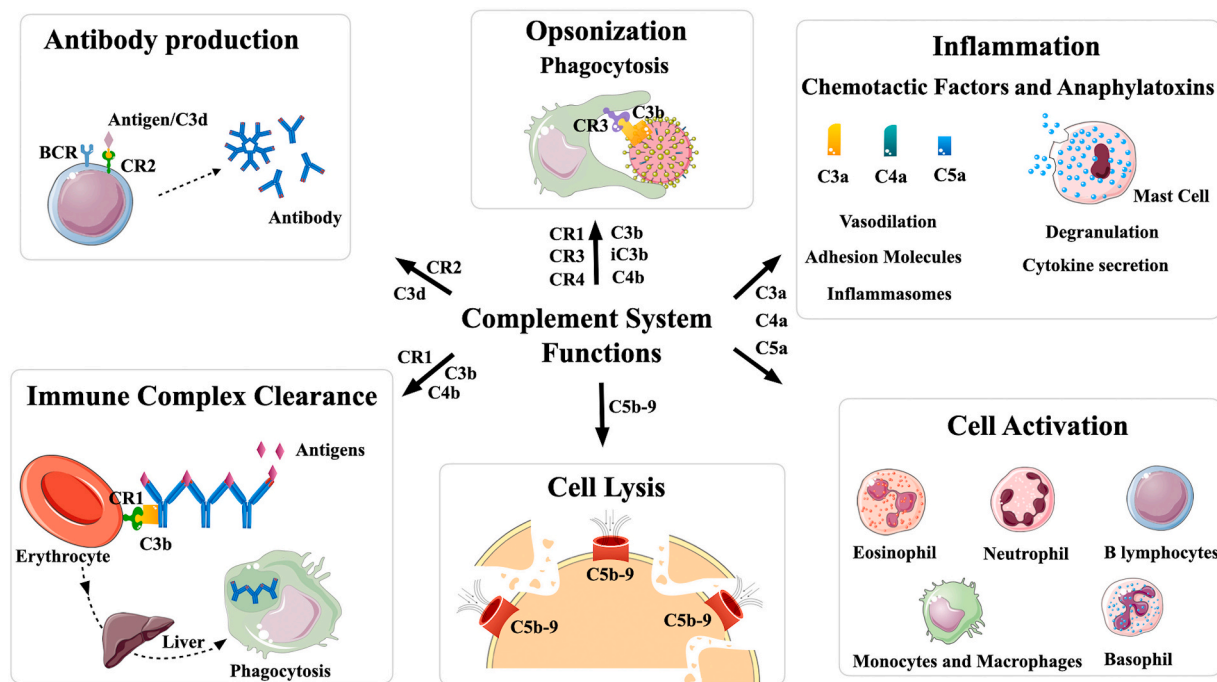 Antibody production
Antigen/C3d
BCR
CR2
Antibody
Opsonization
Phagocytosis
C3b
CR3
Inflammation
Chemotactic Factors and Anaphylatoxins
C3a
C4a
C5a
Mast Cell
Vasodilation
Degranulation
Adhesion Molecules
Cytokine secretion
Inflammasomes
CR1
C3b
CR3
iC3b
CR4
C4b
CR2
C3d
C3a
C4a
C5a
Complement System
Functions
CR1
C3b
C4b
C5b-9
Immune Complex Clearance
Antigens
CR1
C3b
Erythrocyte
Liver
Phagocytosis
Cell Lysis
C5b-9
C5b-9
C5b-9
Cell Activation
Eosinophil
Neutrophil
B lymphocytes
Monocytes and Macrophages
Basophil